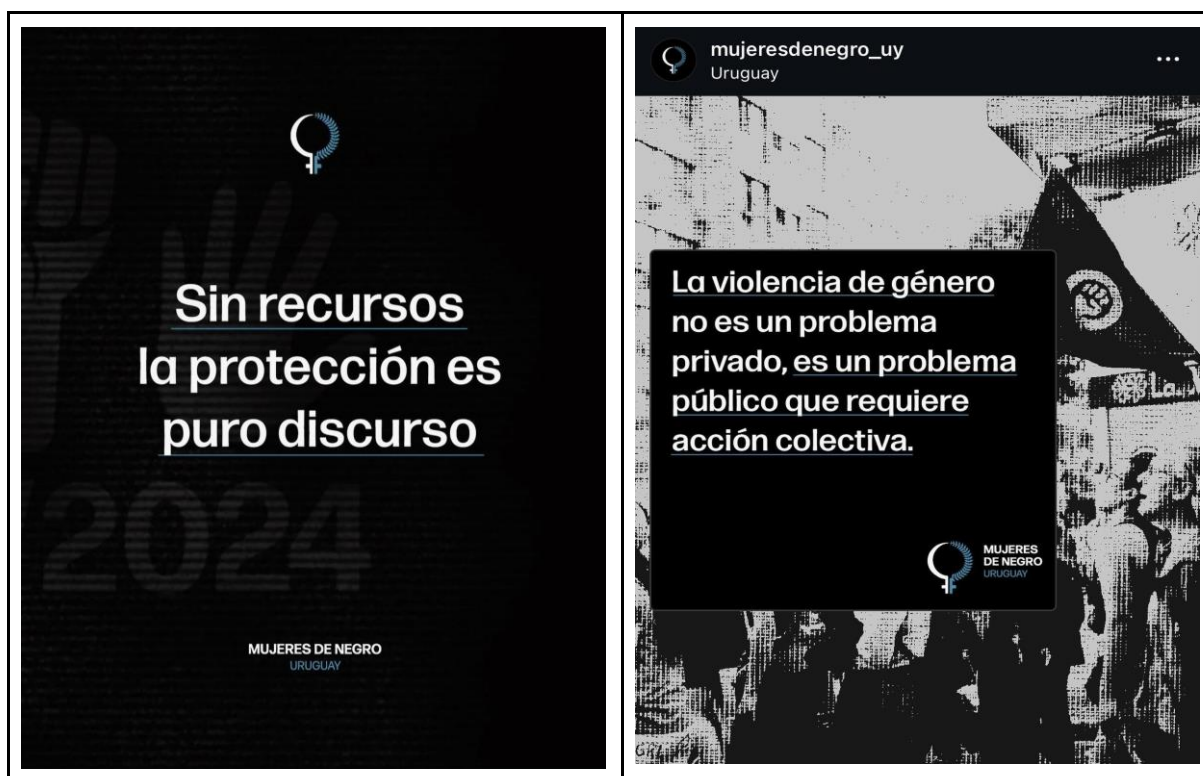 Sin recursos
la protección es
puro discurso
2024
MUJERES DE NEGRO
URUGUAY
mujeresdenegro_uy
Uruguay
La violencia de género
no es un problema
privado, es un problema
público que requiere
acción colectiva.
MUJERES
DE NEGRO
URUGUAY